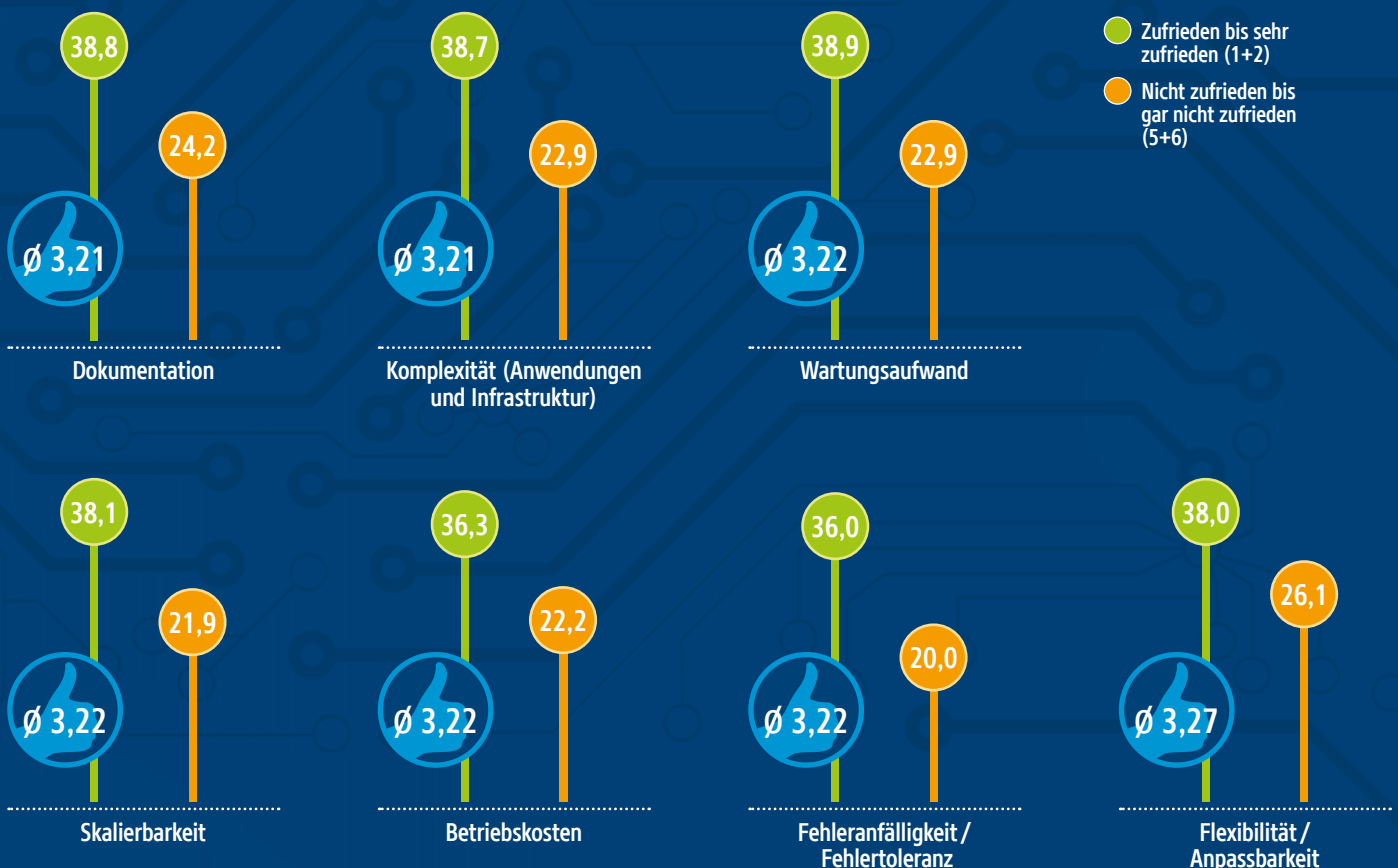 38,8
24,2
Ø 3,21
Dokumentation
38,7
22,9
Ø 3,21
Komplexität (Anwendungen
und Infrastruktur)
38,9
22,9
Ø 3,22
Wartungsaufwand
Zufrieden bis sehr
zufrieden (1+2)
Nicht zufrieden bis
gar nicht zufrieden
(5+6)
38,1
21,9
Ø 3,22
Skalierbarkeit
36,3
22,2
Ø 3,22
Betriebskosten
36,0
20,0
Ø 3,22
Fehleranfälligkeit /
Fehlertoleranz
38,0
26,1
Ø 3,27
Flexibilität /
Anpassbarkeit